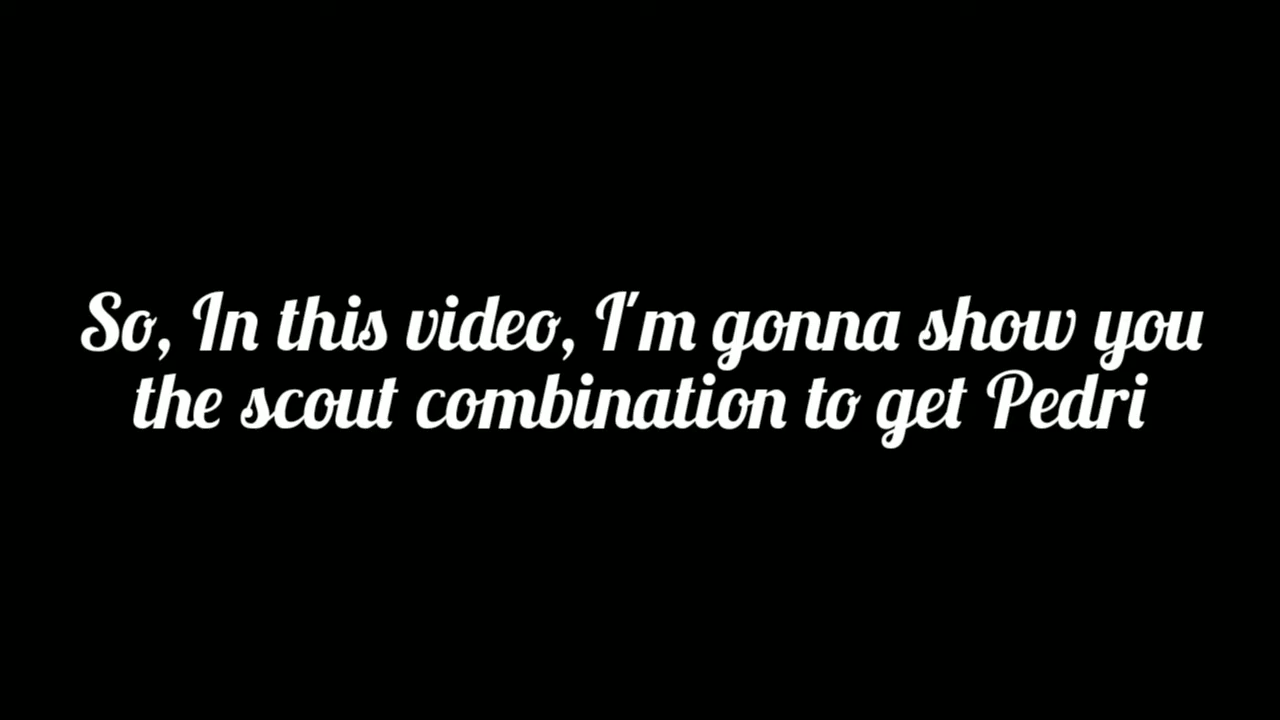 So, In this video, I'm gonna show you
the scout combination to get Pedri